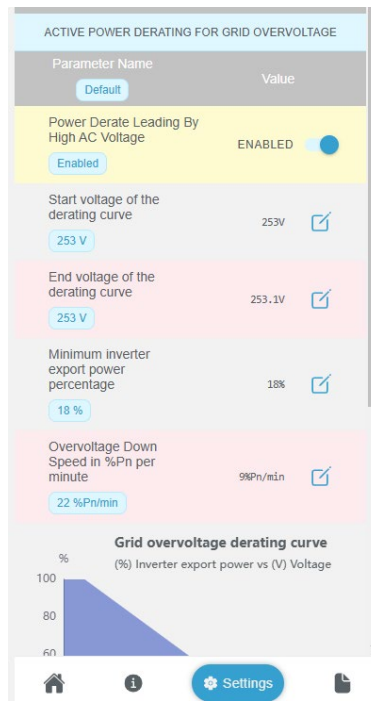 ACTIVE POWER DERATING FOR GRID OVERVOLTAGE
Parameter Name
Default
Value
Power Derate Leading By
High AC Voltage
Enabled
ENABLED
Start voltage of the
derating curve
253 V
253V
End voltage of the
derating curve
253 V
253.1V
Minimum inverter
export power
percentage
18 %
18%
Overvoltage Down
Speed in %Pn per
minute
22 %Pn/min
9%Pn/min
Grid overvoltage derating curve
(%) Inverter export power vs (V) Voltage
%
100
80
60
Settings